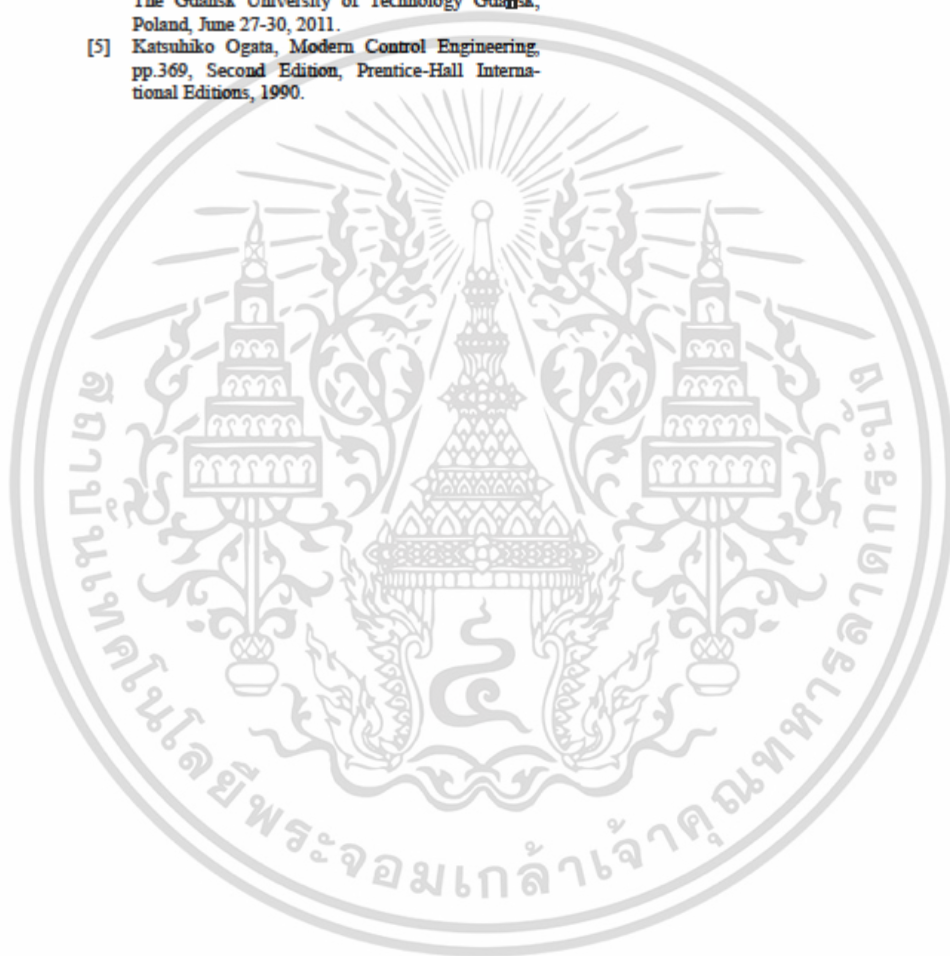 The Gdansk University of Technology Gdańsk,
Poland, June 27-30, 2011.
[5] Katsuhiko Ogata, Modern Control Engineering,
pp.369, Second Edition, Prentice-Hall Interna-
tional Editions, 1990.
สถาบันเทคโนโลยีพระจอมเกล้าเจ้าคุณทหารลาดกระบัง
๔